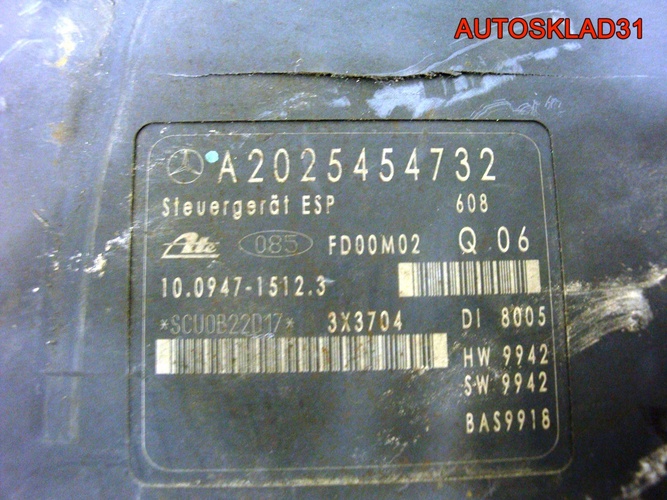 AUTOSKLAD31
A2025454732
Steuergerät ESP 608
Ate 085 FD00M02 Q 06
10.0947-1512.3
*SCU0B22D17* 3X3704 DI 8005
HW 9942
SW 9942
BAS9918